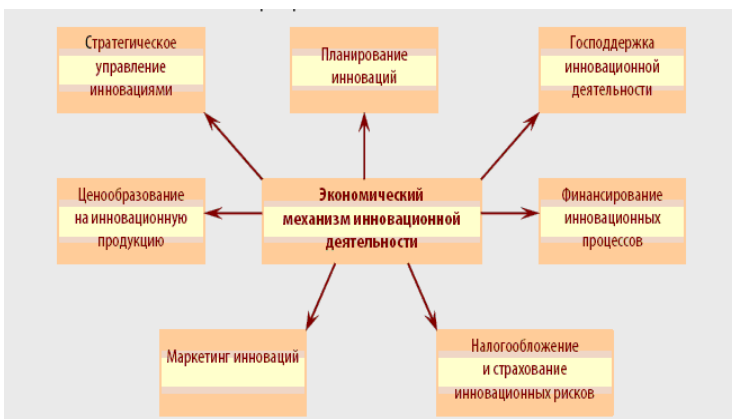 Стратегическое
управление
инновациями
Планирование
инноваций
Господдержка
инновационной
деятельности
Ценообразование
на инновационную
продукцию
Экономический
механизм инновационной
деятельности
Финансирование
инновационных
процессов
Маркетинг инноваций
Налогообложение
и страхование
инновационных рисков